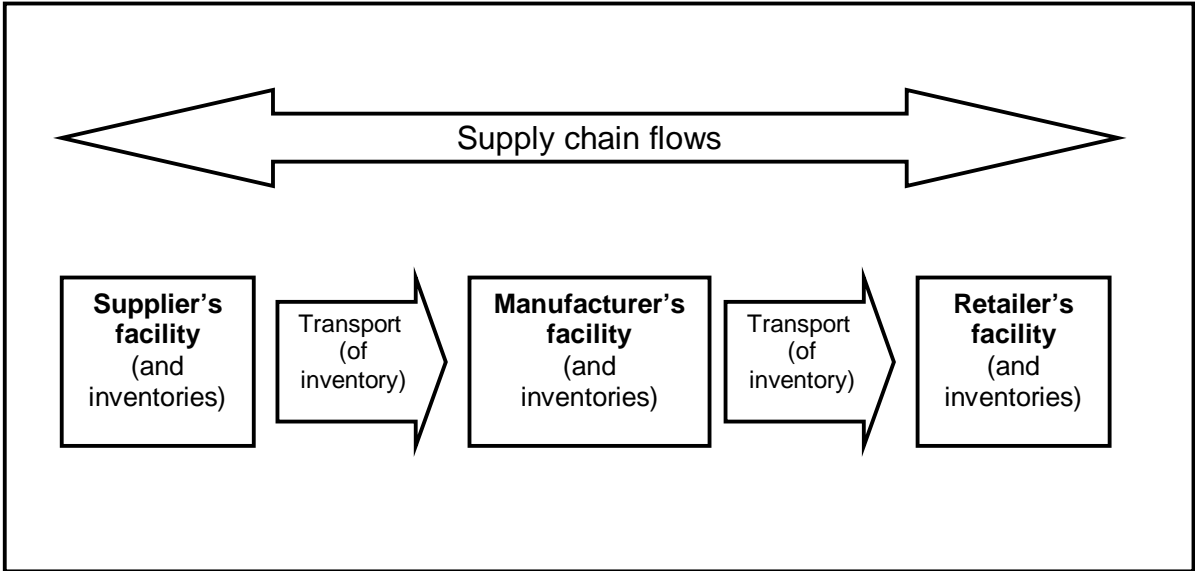 Supply chain flows
Supplier’s
facility
(and
inventories)
Transport
(of
inventory)
Manufacturer’s
facility
(and
inventories)
Transport
(of
inventory)
Retailer’s
facility
(and
inventories)